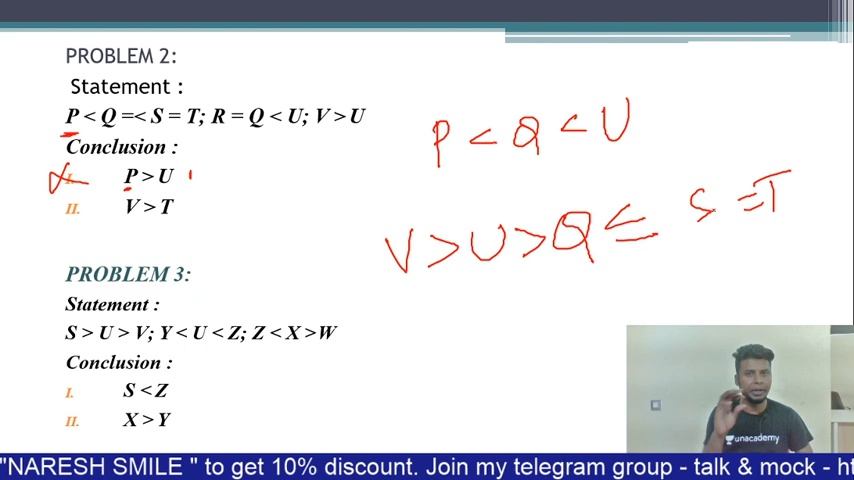 PROBLEM 2:
Statement :
P < Q =< S = T; R = Q < U; V > U
Conclusion :
I. P > U
II. V > T
P < Q < U
V > U > Q ≤ S = T
PROBLEM 3:
Statement :
S > U > V; Y < U < Z; Z < X > W
Conclusion :
I. S < Z
II. X > Y
unacademy
"NARESH SMILE " to get 10% discount. Join my telegram group - talk & mock - ht